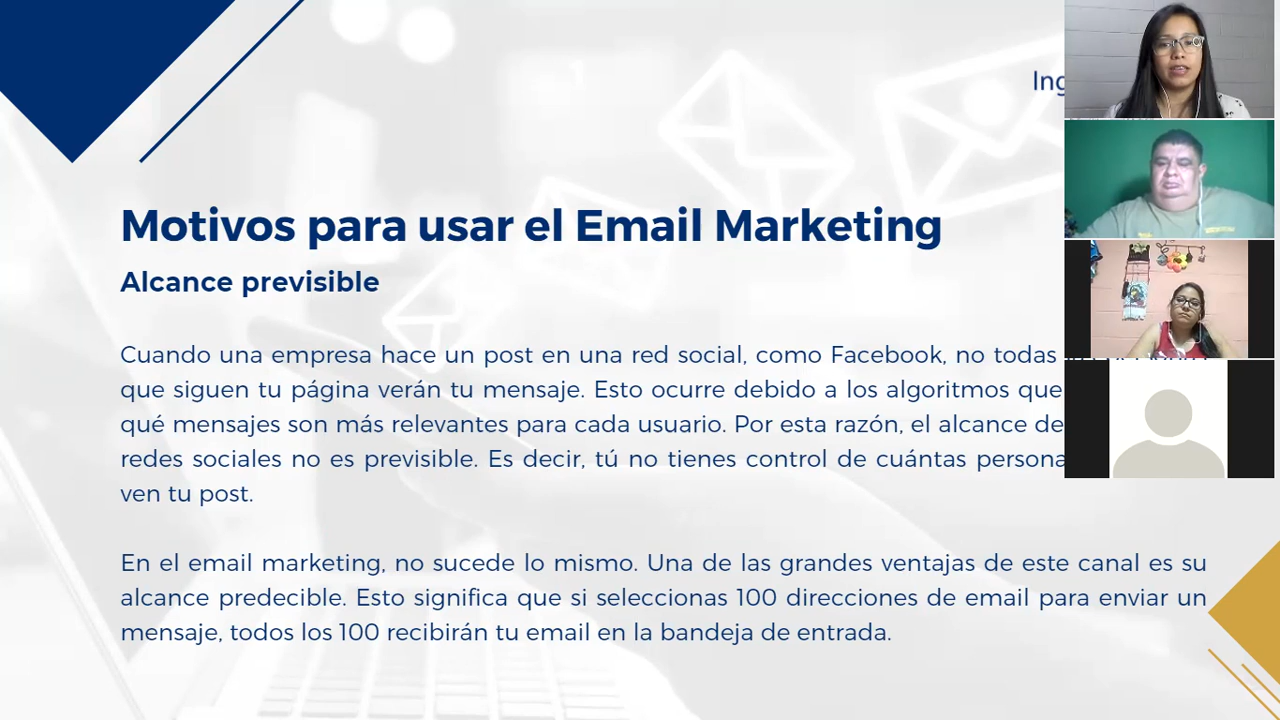 Ing
Motivos para usar el Email Marketing
Alcance previsible
Cuando una empresa hace un post en una red social, como Facebook, no todas
que siguen tu página verán tu mensaje. Esto ocurre debido a los algoritmos que
qué mensajes son más relevantes para cada usuario. Por esta razón, el alcance de
redes sociales no es previsible. Es decir, tú no tienes control de cuántas persona
ven tu post.
En el email marketing, no sucede lo mismo. Una de las grandes ventajas de este canal es su
alcance predecible. Esto significa que si seleccionas 100 direcciones de email para enviar un
mensaje, todos los 100 recibirán tu email en la bandeja de entrada.